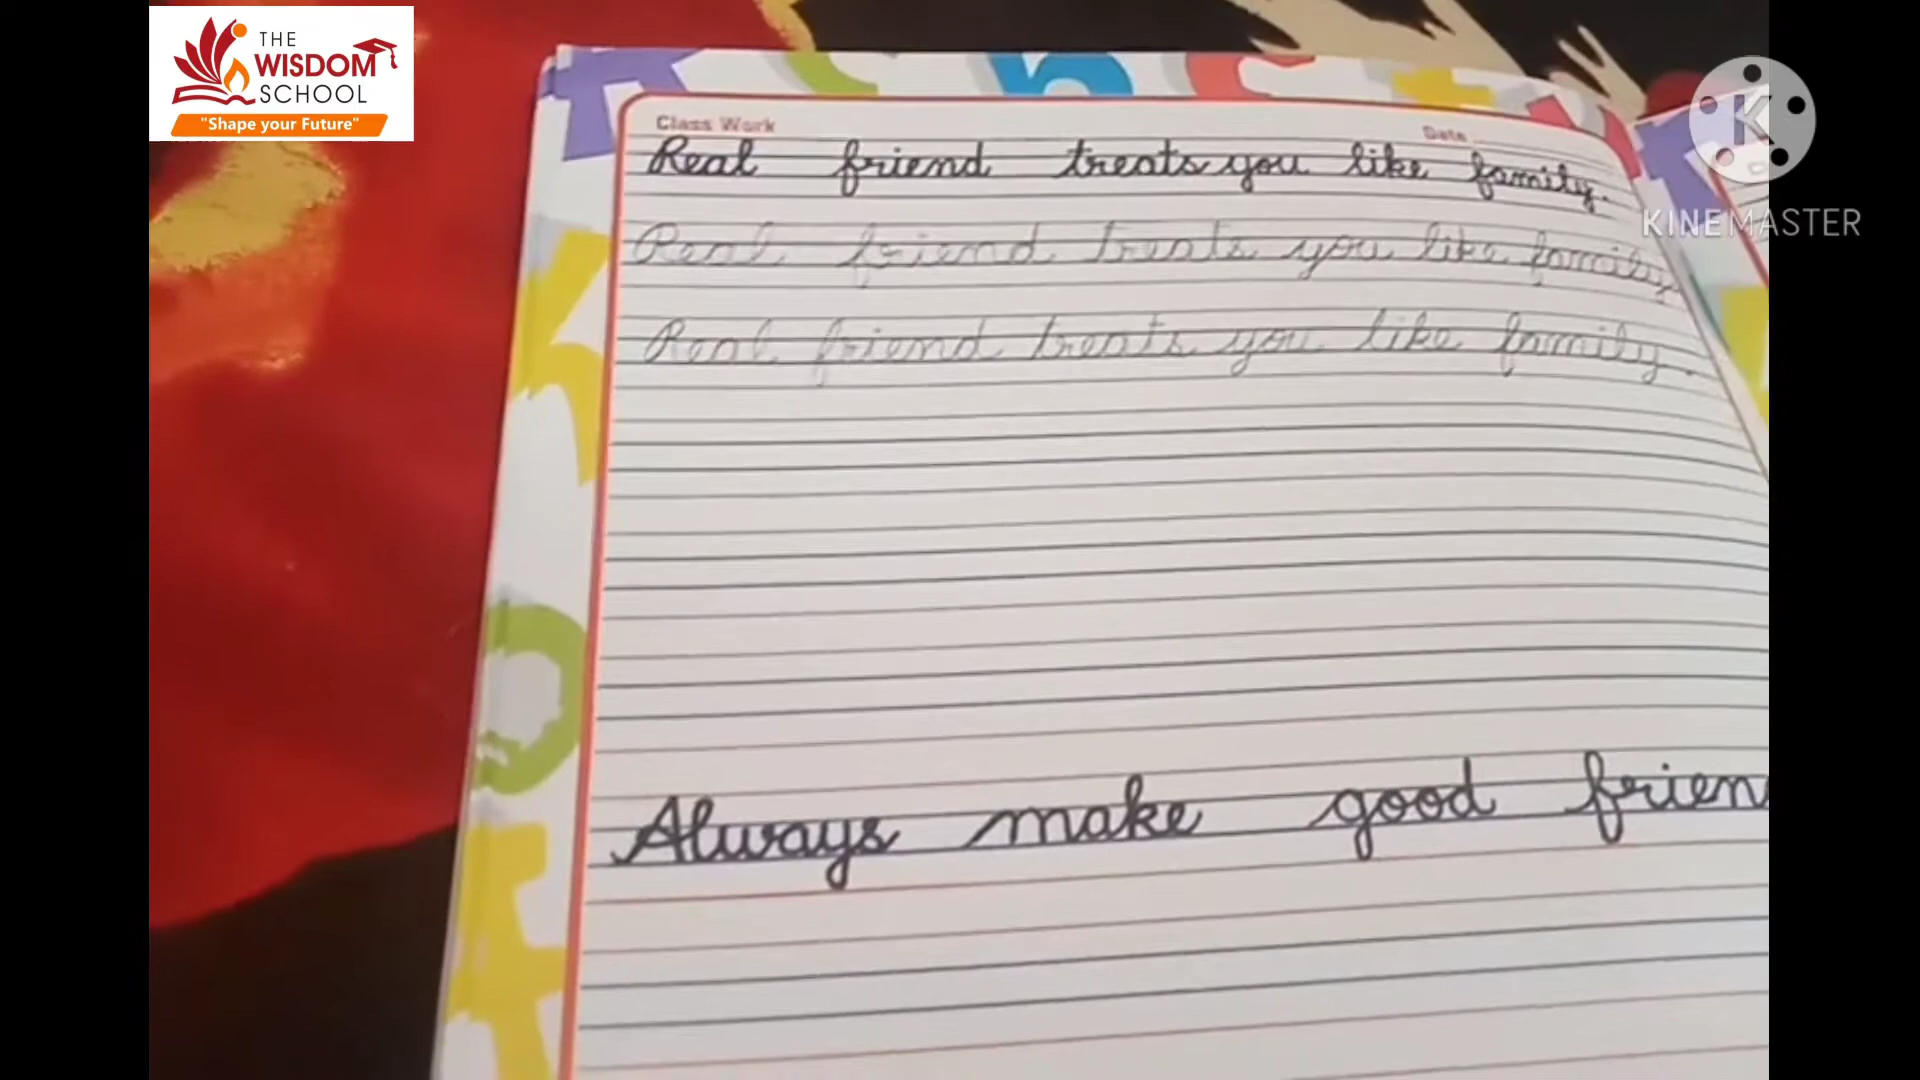 THE
WISDOM
SCHOOL
"Shape your Future"
K
KINEMASTER
Class Work
Date
Real friend treats you like family.
Real friend treats you like family.
Real friend treats you like family.
Always make good frien